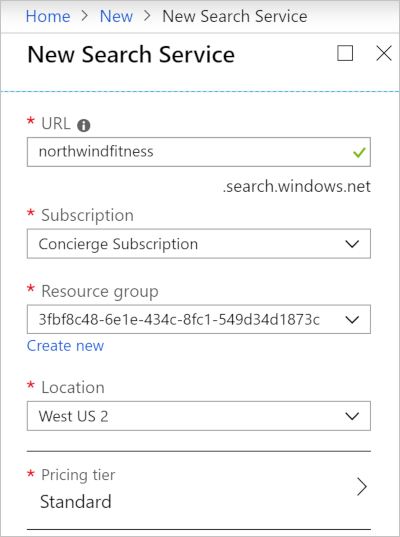 Home > New > New Search Service
New Search Service
* URL
northwindfitness
.search.windows.net
* Subscription
Concierge Subscription
* Resource group
3fbf8c48-6e1e-434c-8fc1-549d34d1873c
Create new
* Location
West US 2
* Pricing tier
Standard